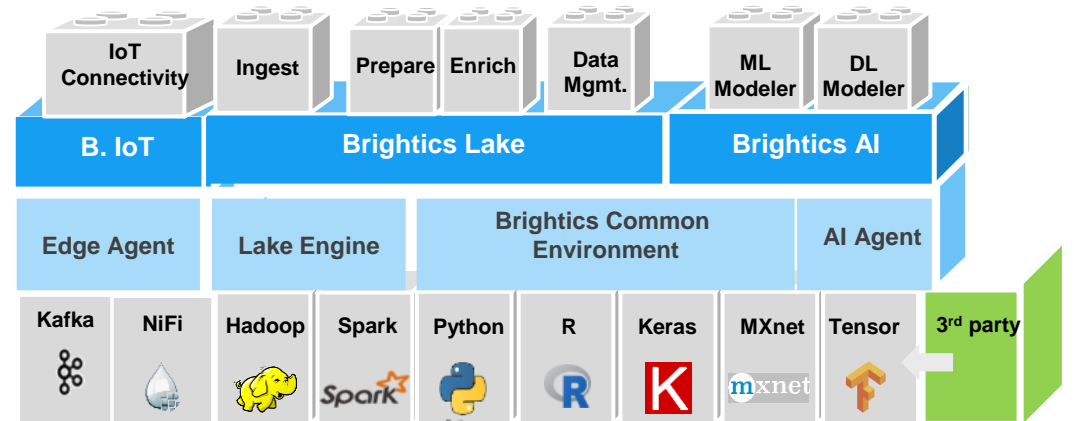 IoT
Connectivity
Ingest
Prepare
Enrich
Data
Mgmt.
ML
Modeler
DL
Modeler
B. IoT
Brightics Lake
Brightics AI
Edge Agent
Lake Engine
Brightics Common
Environment
AI Agent
Kafka
NiFi
Hadoop
Spark
Python
R
Keras
MXnet
Tensor
3rd party
Spark
R
K
mxnet